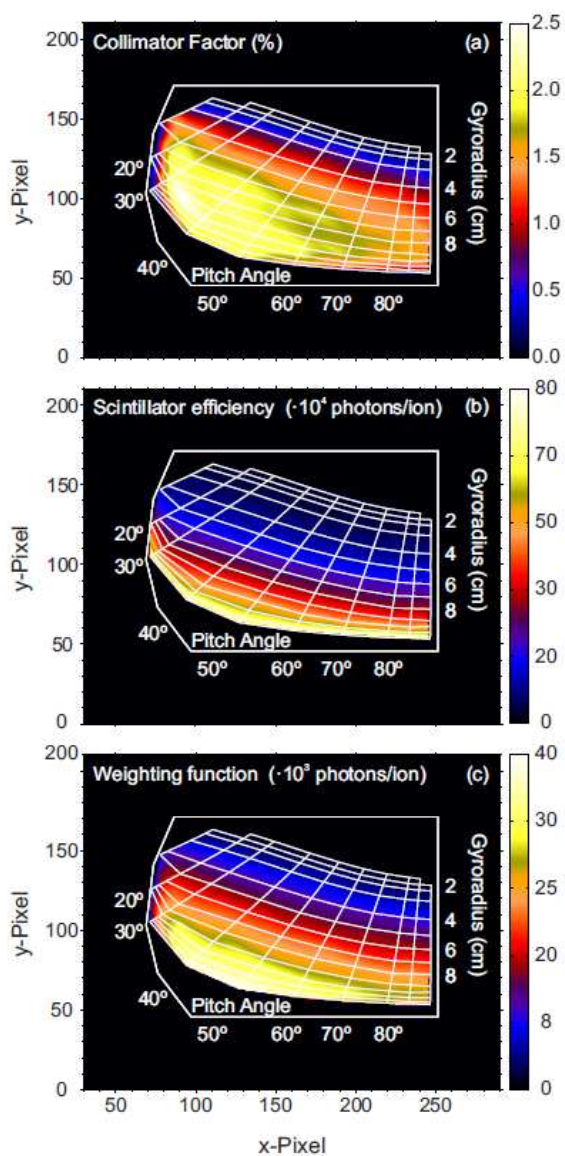 Collimator Factor (%) (a)
2.5
2.0
1.5
1.0
0.5
0.0
200
150
100
50
0
y-Pixel
Gyroradius (cm)
2
4
6
8
20º
30º
40º
Pitch Angle
50º 60º 70º 80º
Scintillator efficiency (·10⁴ photons/ion) (b)
80
70
50
30
20
0
200
150
100
50
0
y-Pixel
Gyroradius (cm)
2
4
6
8
20º
30º
40º
Pitch Angle
50º 60º 70º 80º
Weighting function (·10³ photons/ion) (c)
40
30
25
20
8
0
200
150
100
50
0
y-Pixel
Gyroradius (cm)
2
4
6
8
20º
30º
40º
Pitch Angle
50º 60º 70º 80º
50 100 150 200 250
x-Pixel